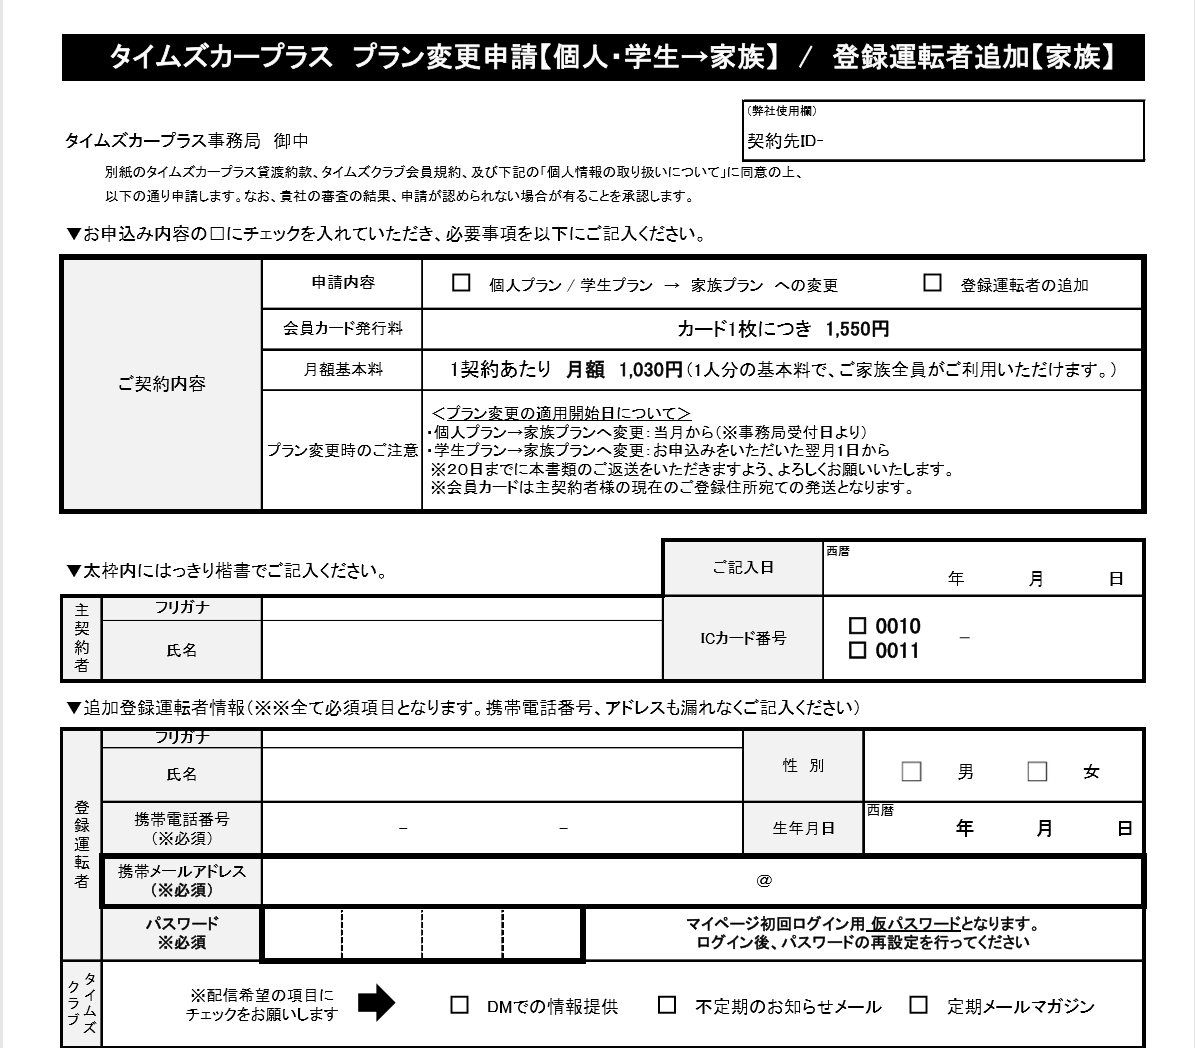 タイムズカープラス　プラン変更申請【個人・学生→家族】　/　登録運転者追加【家族】
（弊社使用欄）
契約先ID-
タイムズカープラス事務局　御中
別紙のタイムズカープラス貸渡約款、タイムズクラブ会員規約、及び下記の「個人情報の取り扱いについて」に同意の上、
以下の通り申請します。なお、貴社の審査の結果、申請が認められない場合が有ることを承認します。
▼お申込み内容の□にチェックを入れていただき、必要事項を以下にご記入ください。
ご契約内容
申請内容
□　個人プラン / 学生プラン　→　家族プラン　への変更　□　登録運転者の追加
会員カード発行料
カード1枚につき　1,550円
月額基本料
1契約あたり　月額　1,030円（1人分の基本料で、ご家族全員がご利用いただけます。）
プラン変更時のご注意
＜プラン変更の適用開始日について＞
・個人プラン→家族プランへ変更：当月から（※事務局受付日より）
・学生プラン→家族プランへ変更：お申込みをいただいた翌月1日から
※20日までに本書類のご返送をいただきますよう、よろしくお願いいたします。
※会員カードは主契約者様の現在のご登録住所宛ての発送となります。
▼太枠内にはっきり楷書でご記入ください。
ご記入日
西暦
年　月　日
主契約者
フリガナ
氏名
ICカード番号
□ 0010
□ 0011
－
▼追加登録運転者情報（※※全て必須項目となります。携帯電話番号、アドレスも漏れなくご記入ください）
登録運転者
フリガナ
氏名
性　別
□　男　□　女
携帯電話番号
（※必須）
－　－
生年月日
西暦
年　月　日
携帯メールアドレス
（※必須）
@
パスワード
※必須
マイページ初回ログイン用 仮パスワードとなります。
ログイン後、パスワードの再設定を行ってください
タイムズ
クラブ
※配信希望の項目に
チェックをお願いします
□　DMでの情報提供　□　不定期のお知らせメール　□　定期メールマガジン